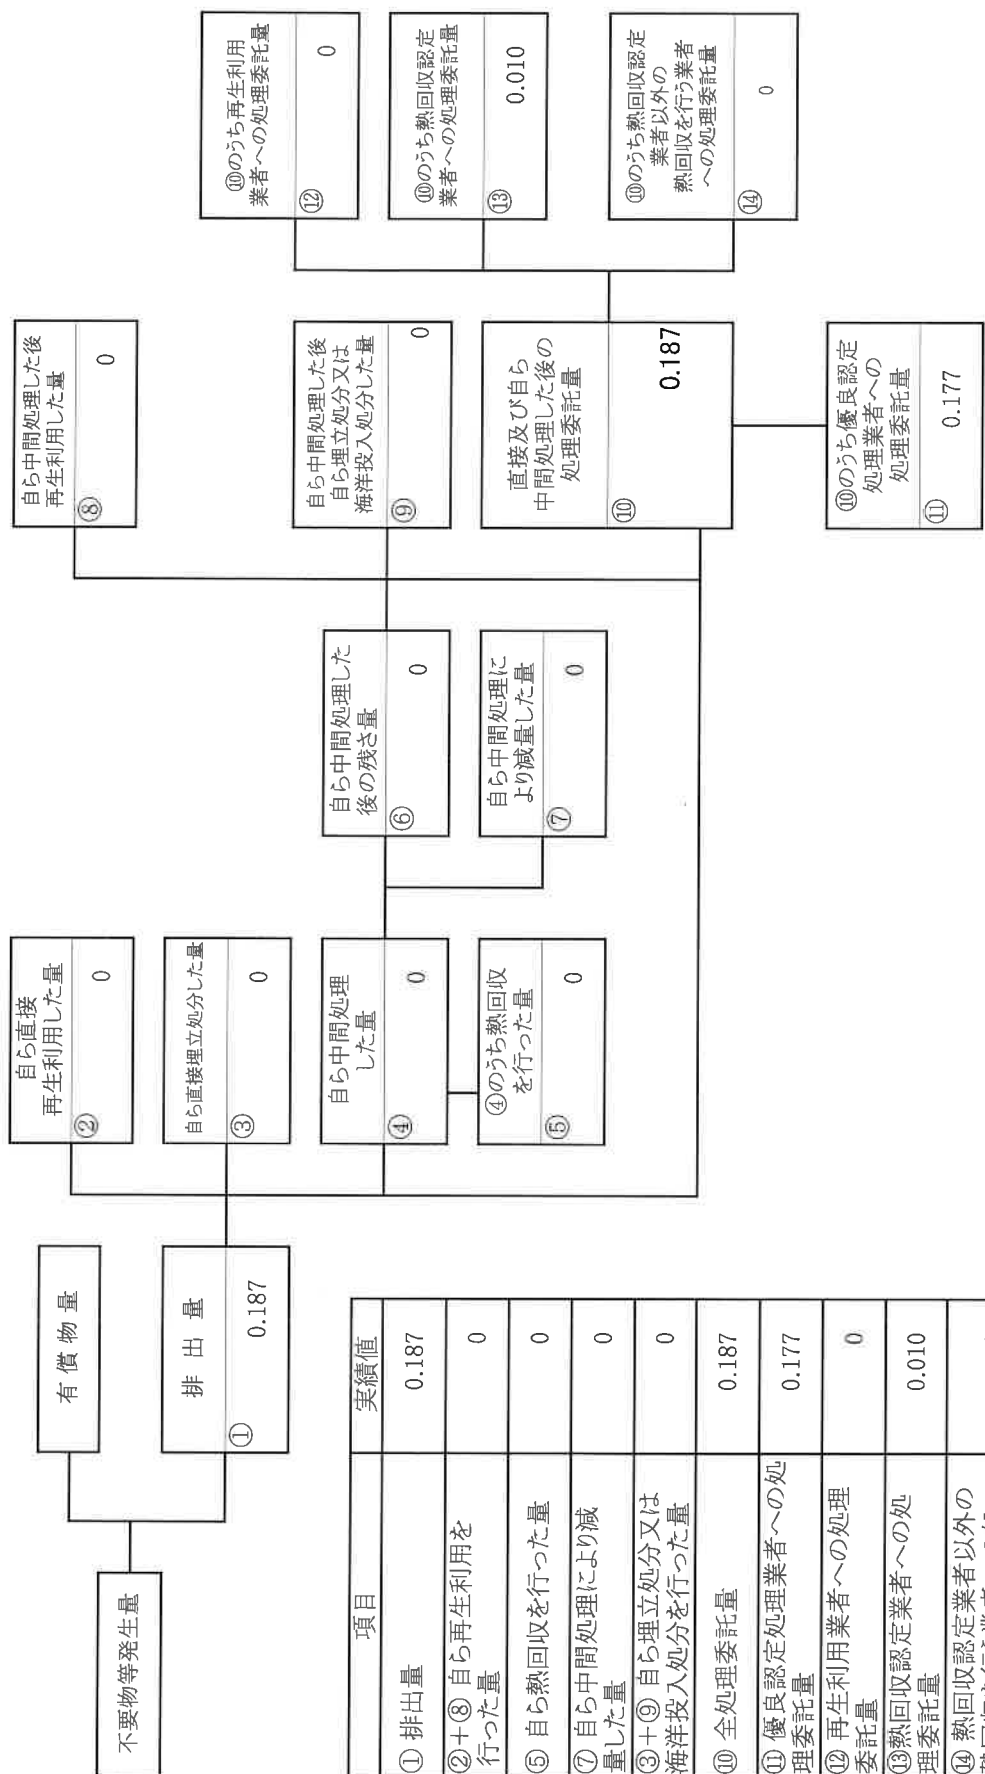 不要物等発生量
有 償 物 量
排 出 量
①
0.187
自ら直接
再生利用した量
②
0
自ら直接埋立処分した量
③
0
自ら中間処理
した量
④
0
④のうち熱回収
を行った量
⑤
0
自ら中間処理した
後の残さ量
⑥
0
自ら中間処理に
より減量した量
⑦
0
自ら中間処理した後
再生利用した量
⑧
0
自ら中間処理した後
自ら埋立処分又は
海洋投入処分した量
⑨
0
直接及び自ら
中間処理した後の
処理委託量
⑩
0.187
⑩のうち優良認定
処理業者への
処理委託量
⑪
0.177
⑩のうち再生利用
業者への処理委託量
⑫
0
⑩のうち熱回収認定
業者への処理委託量
⑬
0.010
⑩のうち熱回収認定
業者以外の
熱回収を行う業者
への処理委託量
⑭
0
項目 実績値
① 排出量 0.187
②＋⑧ 自ら再生利用を
行った量 0
⑤ 自ら熱回収を行った量 0
⑦ 自ら中間処理により減
量した量 0
③＋⑨ 自ら埋立処分又は
海洋投入処分を行った量 0
⑩ 全処理委託量 0.187
⑪ 優良認定処理業者への処
理委託量 0.177
⑫ 再生利用業者への処理
委託量 0
⑬熱回収認定業者への処
理委託量 0.010
⑭ 熱回収認定業者以外の